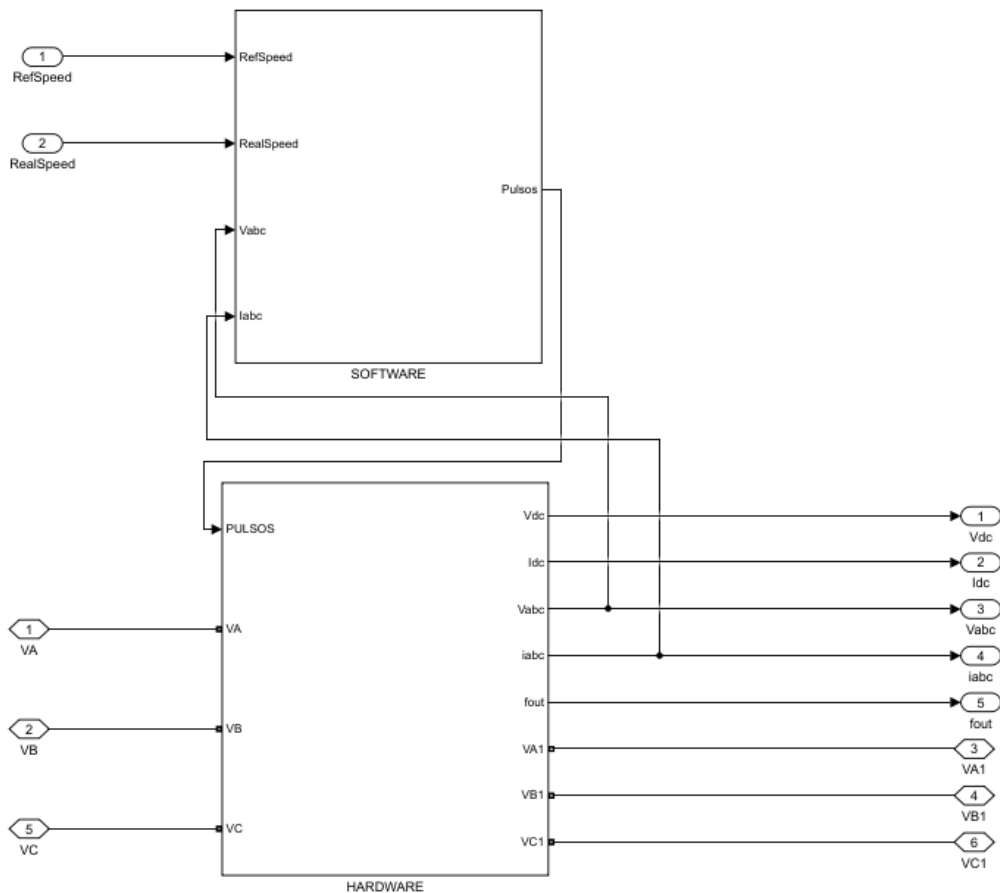 1
RefSpeed
RefSpeed
2
RealSpeed
RealSpeed
Pulsos
Vabc
Iabc
SOFTWARE
PULSOS
Vdc
1
Vdc
Idc
2
Idc
Vabc
3
Vabc
1
VA
VA
iabc
4
iabc
fout
5
fout
2
VB
VB
VA1
3
VA1
VB1
4
VB1
5
VC
VC
VC1
6
VC1
HARDWARE